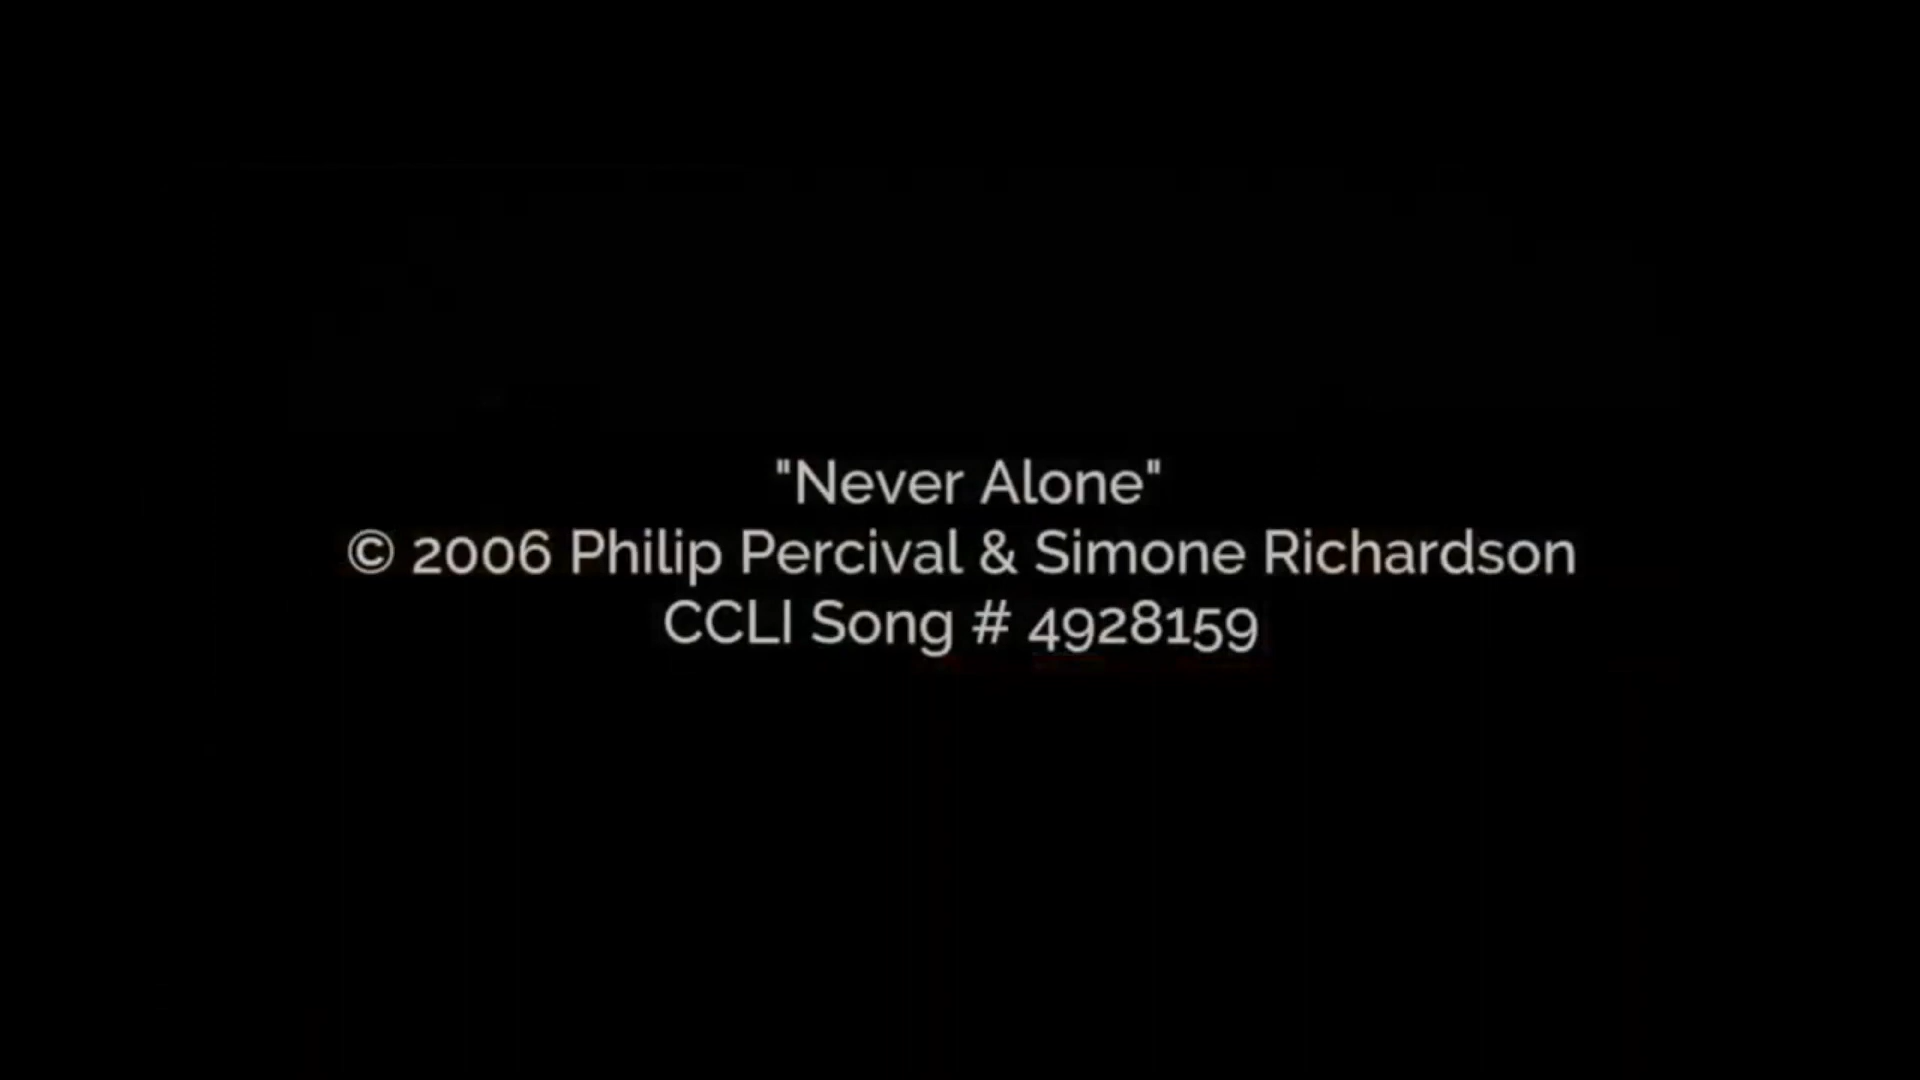 "Never Alone"
© 2006 Philip Percival & Simone Richardson
CCLI Song # 4928159